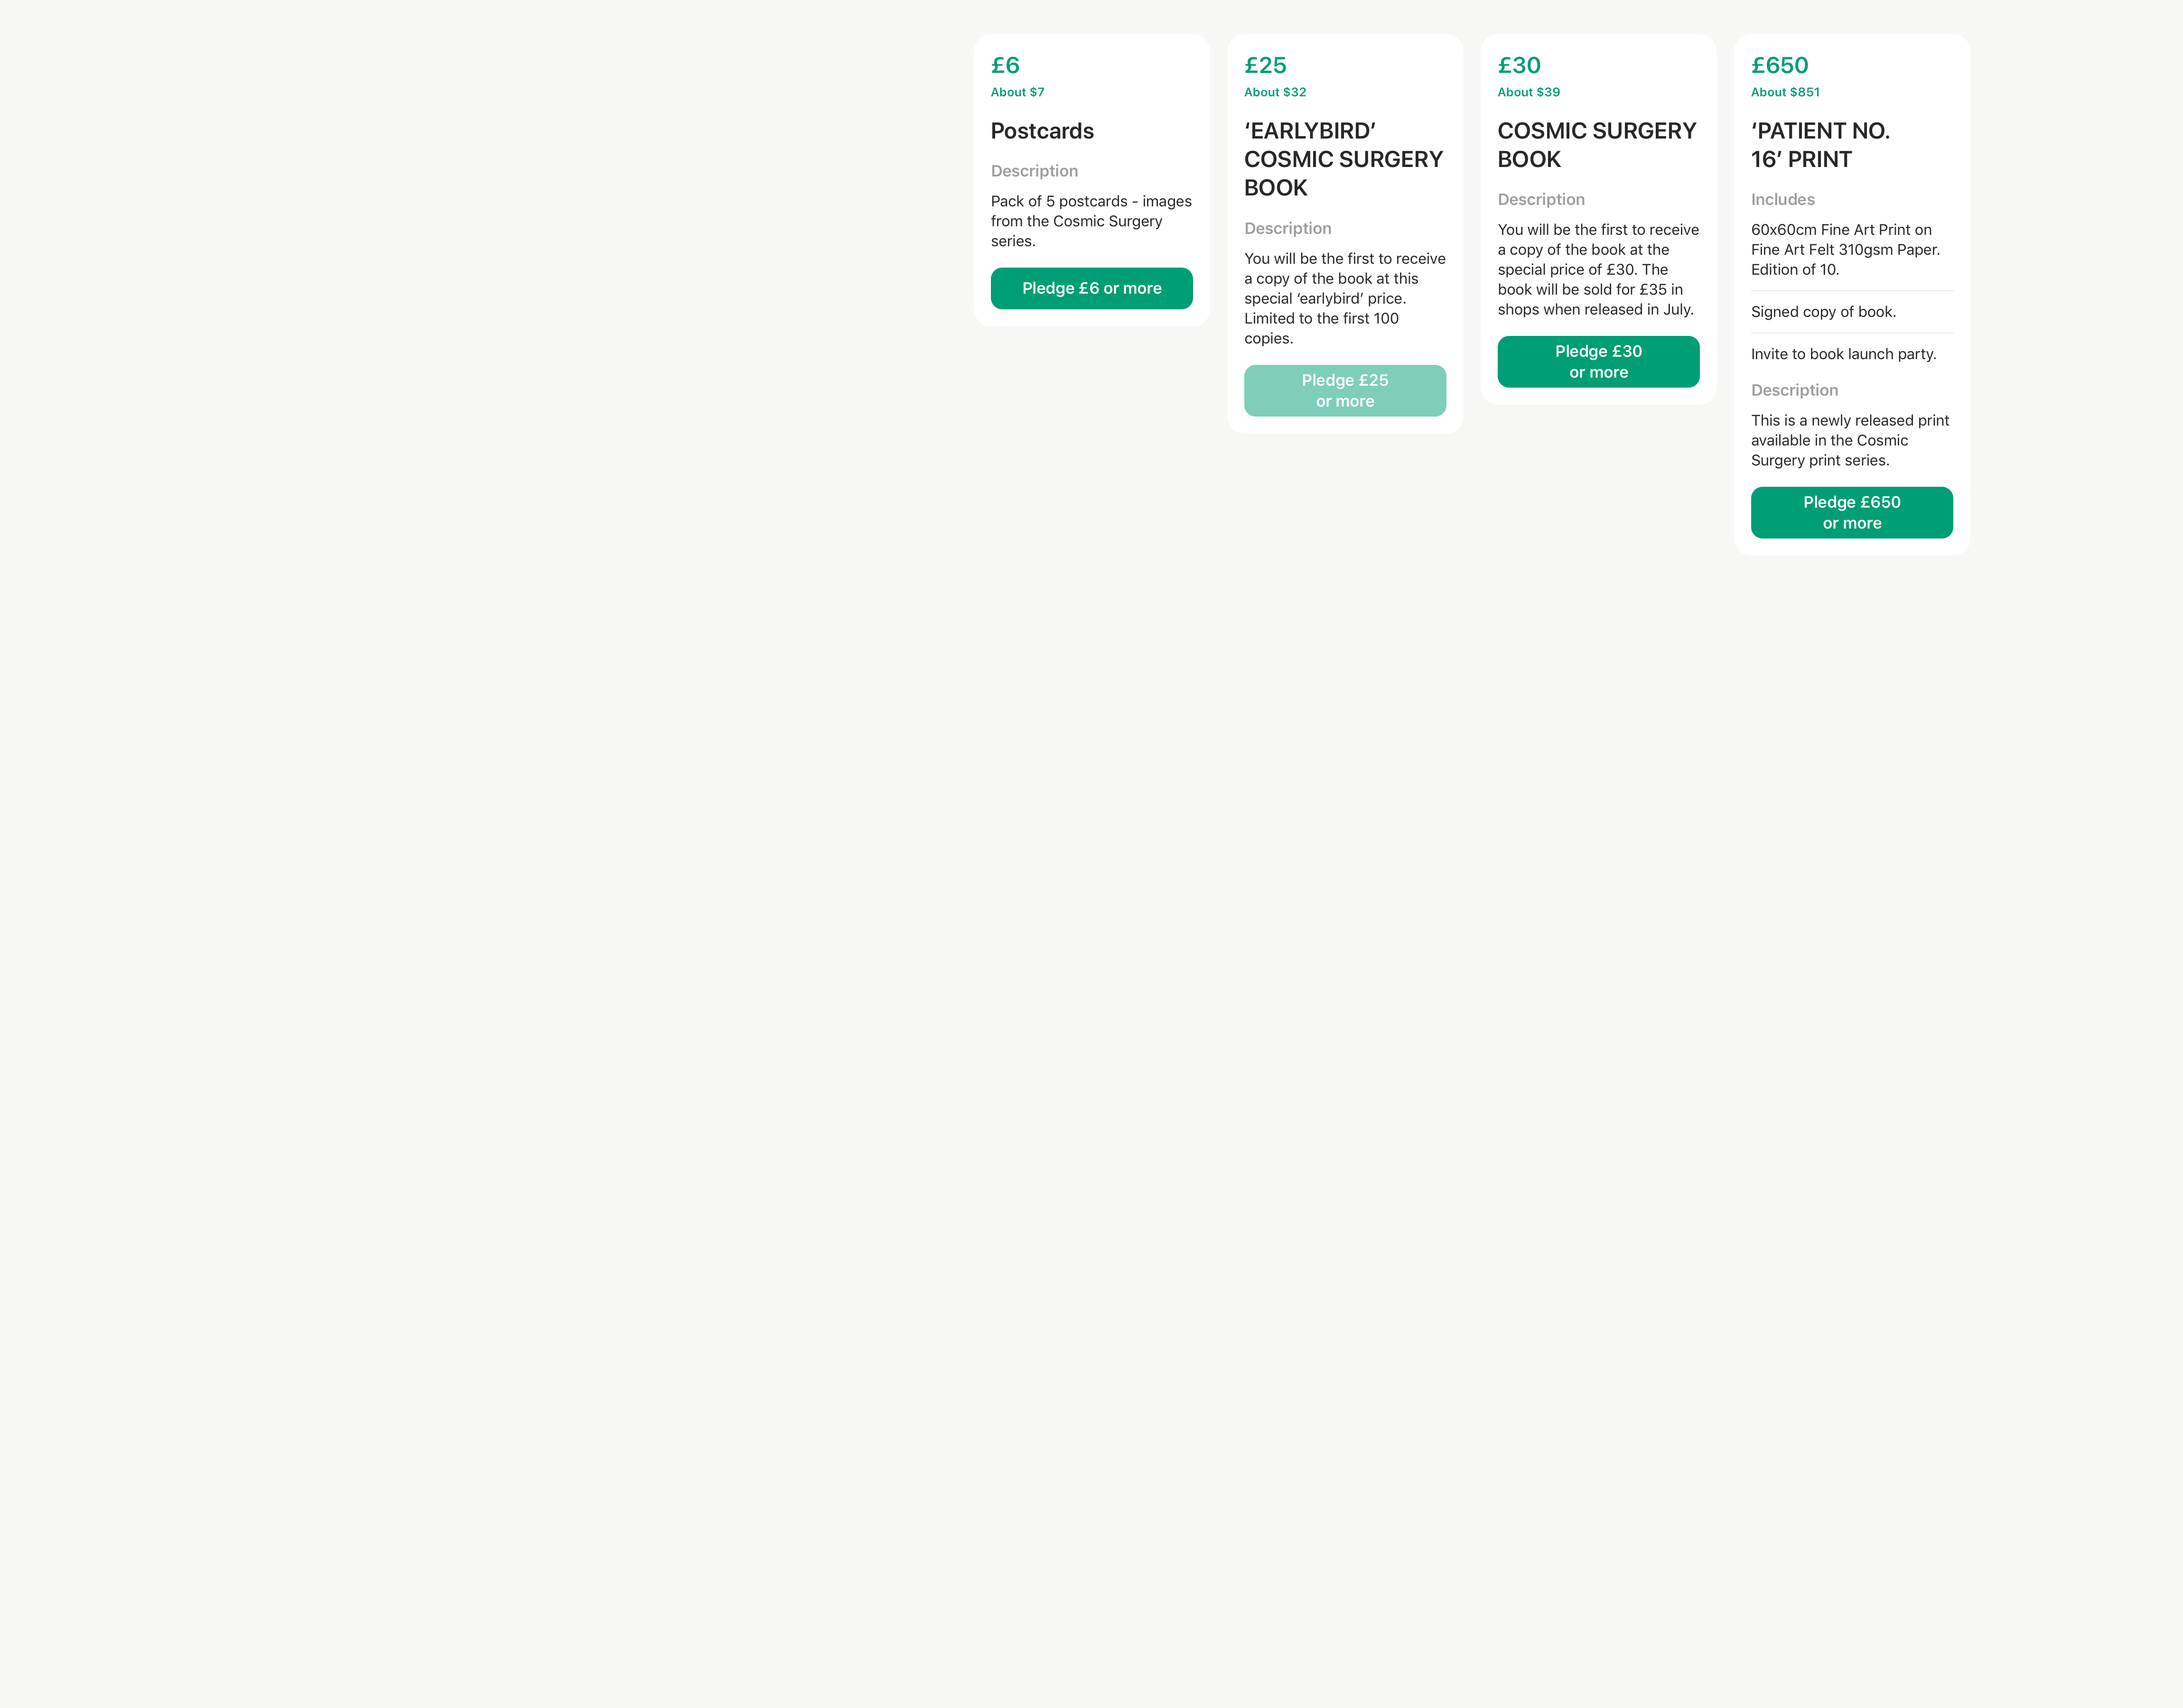 £6
About $7
Postcards
Description
Pack of 5 postcards - images
from the Cosmic Surgery
series.
Pledge £6 or more
£25
About $32
‘EARLYBIRD’
COSMIC SURGERY
BOOK
Description
You will be the first to receive
a copy of the book at this
special ‘earlybird’ price.
Limited to the first 100
copies.
Pledge £25
or more
£30
About $39
COSMIC SURGERY
BOOK
Description
You will be the first to receive
a copy of the book at the
special price of £30. The
book will be sold for £35 in
shops when released in July.
Pledge £30
or more
£650
About $851
‘PATIENT NO.
16’ PRINT
Includes
60x60cm Fine Art Print on
Fine Art Felt 310gsm Paper.
Edition of 10.
Signed copy of book.
Invite to book launch party.
Description
This is a newly released print
available in the Cosmic
Surgery print series.
Pledge £650
or more